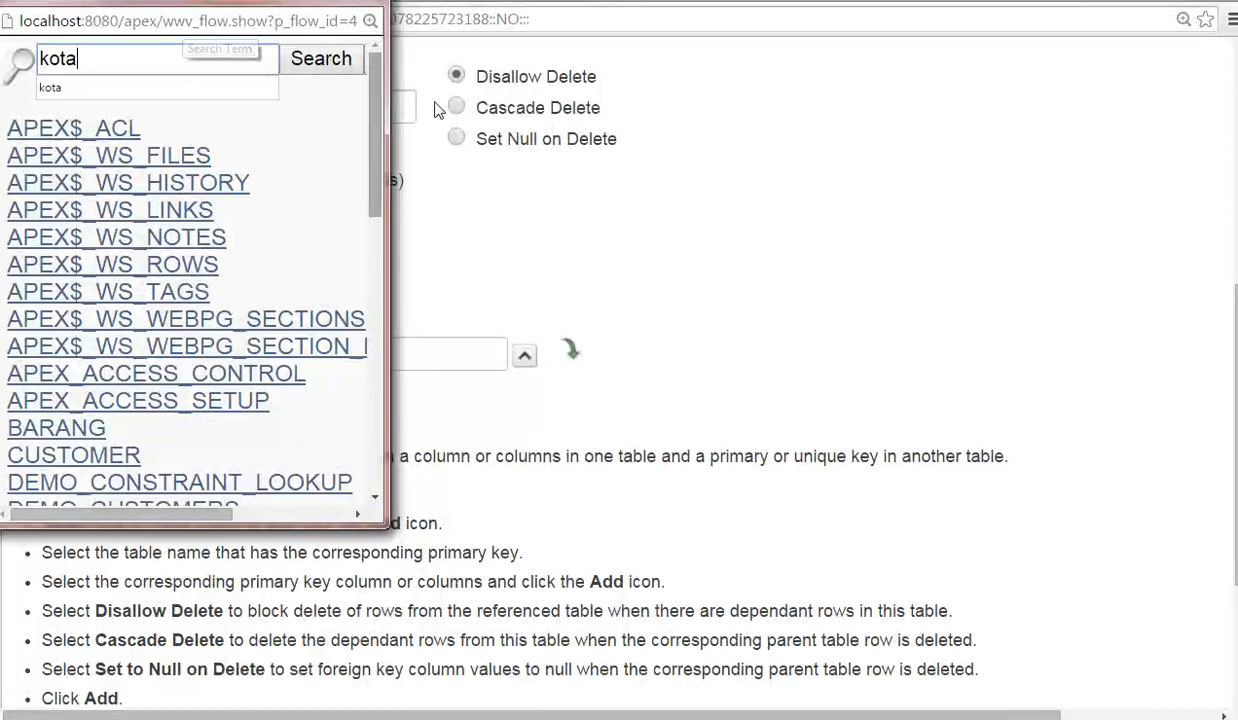 localhost:8080/apex/wwv_flow.show?p_flow_id=4
078225723188::NO:::
Search Term
kota
Search
kota
APEX$_ACL
APEX$_WS_FILES
APEX$_WS_HISTORY
APEX$_WS_LINKS
APEX$_WS_NOTES
APEX$_WS_ROWS
APEX$_WS_TAGS
APEX$_WS_WEBPG_SECTIONS
APEX$_WS_WEBPG_SECTION_
APEX_ACCESS_CONTROL
APEX_ACCESS_SETUP
BARANG
CUSTOMER
DEMO_CONSTRAINT_LOOKUP
DEMO_CUSTOMERS
Disallow Delete
Cascade Delete
Set Null on Delete
s)
a column or columns in one table and a primary or unique key in another table.
d icon.
• Select the table name that has the corresponding primary key.
• Select the corresponding primary key column or columns and click the Add icon.
• Select Disallow Delete to block delete of rows from the referenced table when there are dependant rows in this table.
• Select Cascade Delete to delete the dependant rows from this table when the corresponding parent table row is deleted.
• Select Set to Null on Delete to set foreign key column values to null when the corresponding parent table row is deleted.
• Click Add.